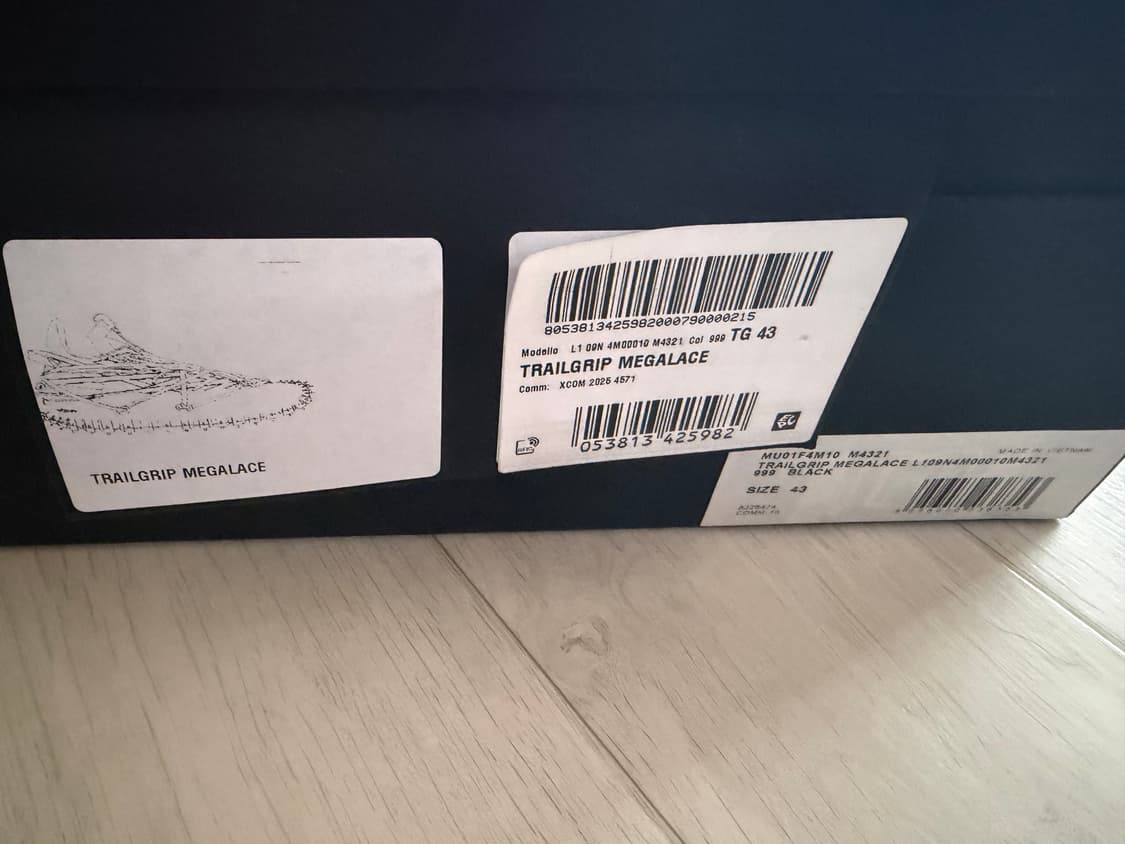 TRAILGRIP MEGALACE
8053813425982000790000215
Modello L1 09N 4M00010 M4321 Col 999 TG 43
TRAILGRIP MEGALACE
Comm: XCOM 2025 4571
053813 425982
MU01F4M10 M4321
MADE IN VIETNAM
TRAILGRIP MEGALACE L109N4M00010M4321
999 BLACK
SIZE 43